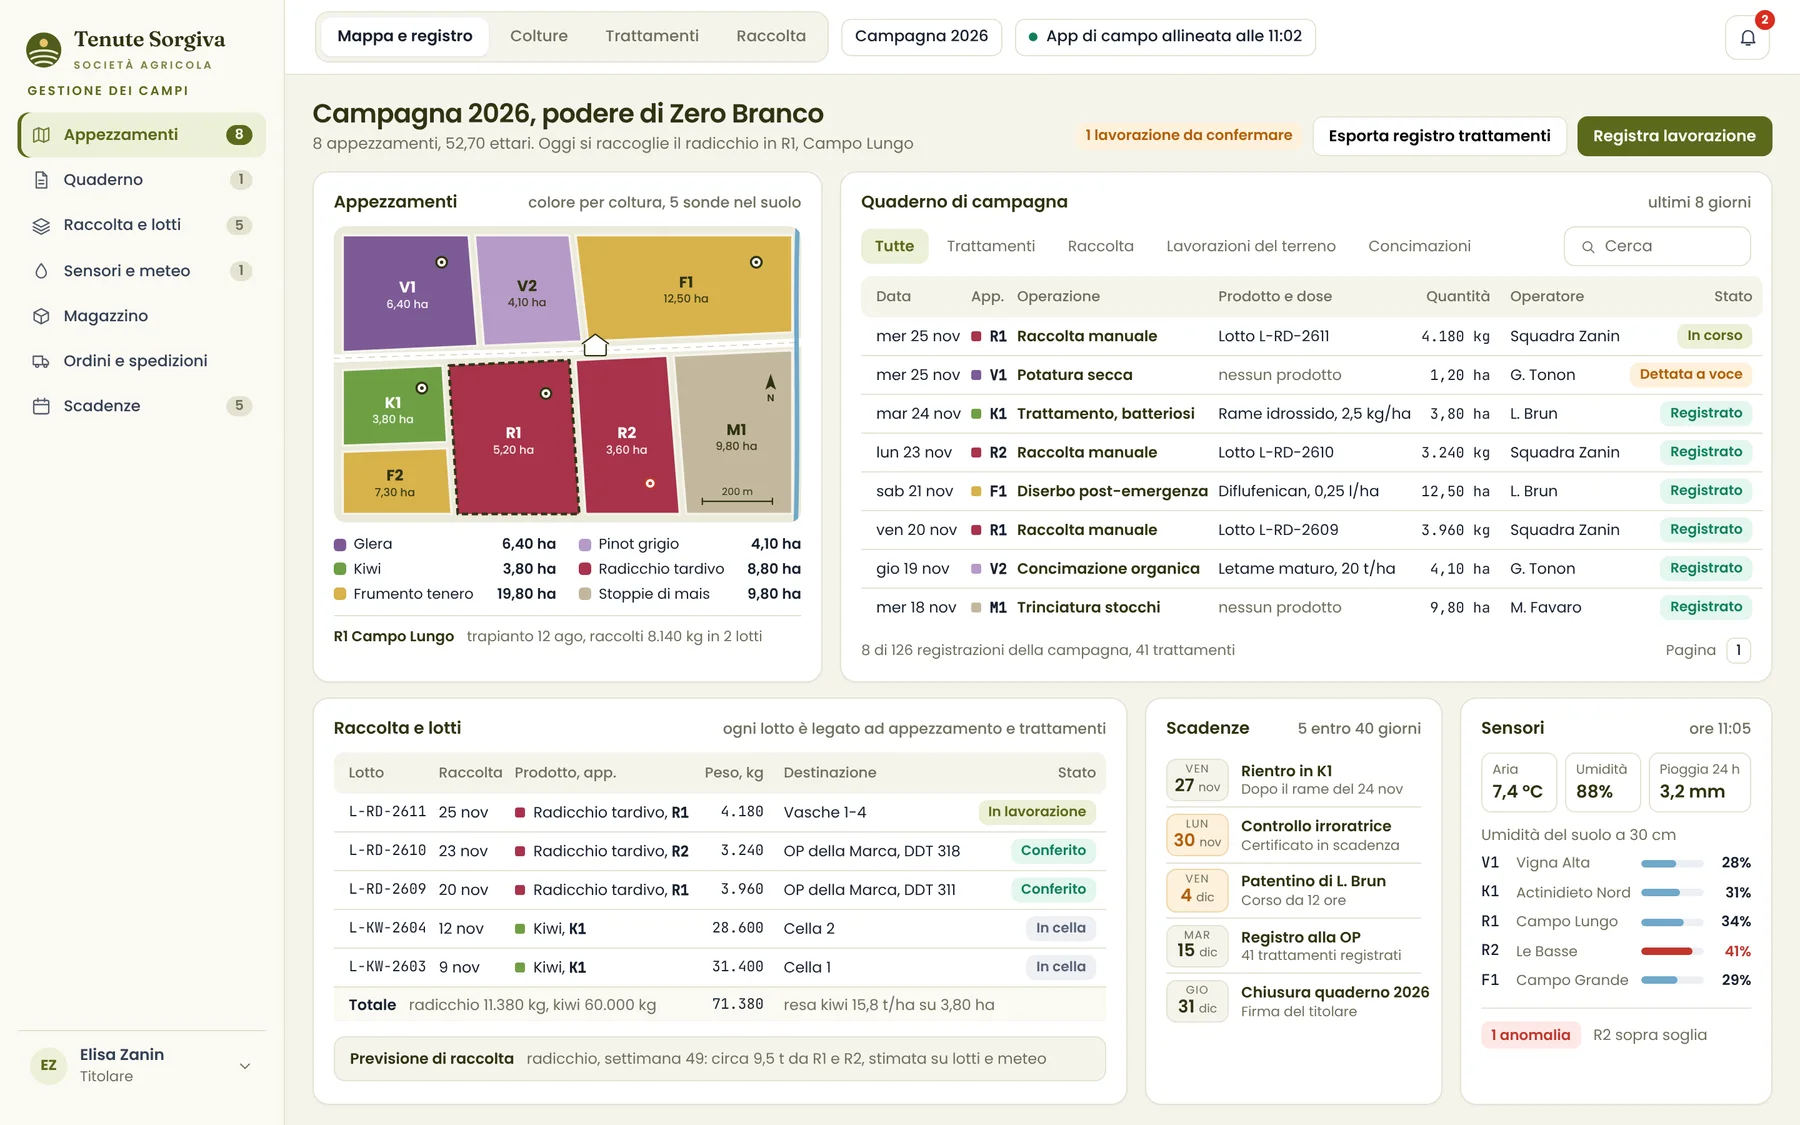 Tenute Sorgiva
SOCIETÀ AGRICOLA
GESTIONE DEI CAMPI
Appezzamenti 8
Quaderno 1
Raccolta e lotti 5
Sensori e meteo 1
Magazzino
Ordini e spedizioni
Scadenze 5
EZ
Elisa Zanin
Titolare
Mappa e registro Colture Trattamenti Raccolta Campagna 2026 App di campo allineata alle 11:02 2
Campagna 2026, podere di Zero Branco
8 appezzamenti, 52,70 ettari. Oggi si raccoglie il radicchio in R1, Campo Lungo
1 lavorazione da confermare Esporta registro trattamenti Registra lavorazione
Appezzamenti colore per coltura, 5 sonde nel suolo
V1
6,40 ha
V2
4,10 ha
F1
12,50 ha
K1
3,80 ha
R1
5,20 ha
R2
3,60 ha
N
M1
9,80 ha
F2
7,30 ha
200 m
Glera 6,40 ha Pinot grigio 4,10 ha
Kiwi 3,80 ha Radicchio tardivo 8,80 ha
Frumento tenero 19,80 ha Stoppie di mais 9,80 ha
R1 Campo Lungo trapianto 12 ago, raccolti 8.140 kg in 2 lotti
Quaderno di campagna ultimi 8 giorni
Tutte Trattamenti Raccolta Lavorazioni del terreno Concimazioni Cerca
Data App. Operazione Prodotto e dose Quantità Operatore Stato
mer 25 nov R1 Raccolta manuale Lotto L-RD-2611 4.180 kg Squadra Zanin In corso
mer 25 nov V1 Potatura secca nessun prodotto 1,20 ha G. Tonon Dettata a voce
mar 24 nov K1 Trattamento, batteriosi Rame idrossido, 2,5 kg/ha 3,80 ha L. Brun Registrato
lun 23 nov R2 Raccolta manuale Lotto L-RD-2610 3.240 kg Squadra Zanin Registrato
sab 21 nov F1 Diserbo post-emergenza Diflufenican, 0,25 l/ha 12,50 ha L. Brun Registrato
ven 20 nov R1 Raccolta manuale Lotto L-RD-2609 3.960 kg Squadra Zanin Registrato
gio 19 nov V2 Concimazione organica Letame maturo, 20 t/ha 4,10 ha G. Tonon Registrato
mer 18 nov M1 Trinciatura stocchi nessun prodotto 9,80 ha M. Favaro Registrato
8 di 126 registrazioni della campagna, 41 trattamenti Pagina 1
Raccolta e lotti ogni lotto è legato ad appezzamento e trattamenti
Lotto Raccolta Prodotto, app. Peso, kg Destinazione Stato
L-RD-2611 25 nov Radicchio tardivo, R1 4.180 Vasche 1-4 In lavorazione
L-RD-2610 23 nov Radicchio tardivo, R2 3.240 OP della Marca, DDT 318 Conferito
L-RD-2609 20 nov Radicchio tardivo, R1 3.960 OP della Marca, DDT 311 Conferito
L-KW-2604 12 nov Kiwi, K1 28.600 Cella 2 In cella
L-KW-2603 9 nov Kiwi, K1 31.400 Cella 1 In cella
Totale radicchio 11.380 kg, kiwi 60.000 kg 71.380 resa kiwi 15,8 t/ha su 3,80 ha
Previsione di raccolta radicchio, settimana 49: circa 9,5 t da R1 e R2, stimata su lotti e meteo
Scadenze 5 entro 40 giorni
VEN
27 nov
Rientro in K1
Dopo il rame del 24 nov
LUN
30 nov
Controllo irroratrice
Certificato in scadenza
VEN
4 dic
Patentino di L. Brun
Corso da 12 ore
MAR
15 dic
Registro alla OP
41 trattamenti registrati
GIO
31 dic
Chiusura quaderno 2026
Firma del titolare
Sensori ore 11:05
Aria Umidità Pioggia 24 h
7,4 °C 88% 3,2 mm
Umidità del suolo a 30 cm
V1 Vigna Alta 28%
K1 Actinidieto Nord 31%
R1 Campo Lungo 34%
R2 Le Basse 41%
F1 Campo Grande 29%
1 anomalia R2 sopra soglia